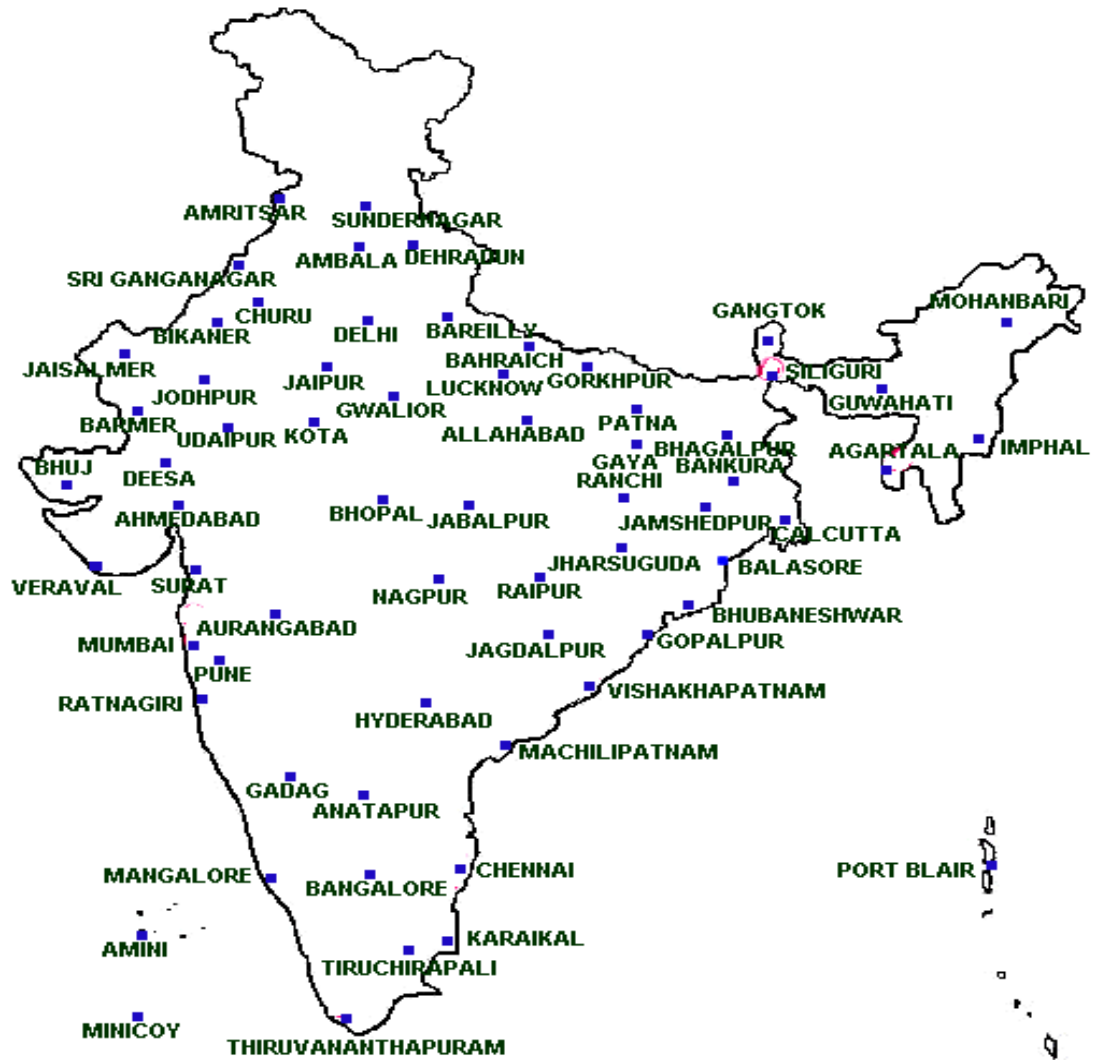 AMRITSAR
SUNDERNAGAR
AMBALA
DEHRADUN
SRI GANGANAGAR
CHURU
MOHANBARI
BIKANER
DELHI
BAREILLY
GANGTOK
BAHRAICH
JAISALMER
JAIPUR
LUCKNOW
GORKHPUR
SILIGURI
JODHPUR
GWALIOR
GUWAHATI
BARMER
UDAIPUR
KOTA
ALLAHABAD
PATNA
BHAGALPUR
AGARYALA
IMPHAL
BHUJ
DEESA
GAYA
BANKURA
RANCHI
AHMEDABAD
BHOPAL
JABALPUR
JAMSHEDPUR
CALCUTTA
VERAVAL
SURAT
JHARSUGUDA
BALASORE
NAGPUR
RAIPUR
AURANGABAD
BHUBANESHWAR
MUMBAI
JAGDALPUR
GOPALPUR
PUNE
RATNAGIRI
HYDERABAD
VISHAKHAPATNAM
MACHILIPATNAM
GADAG
ANATAPUR
MANGALORE
BANGALORE
CHENNAI
PORT BLAIR
AMINI
KARAIKAL
TIRUCHIRAPALI
MINICOY
THIRUVANANTHAPURAM